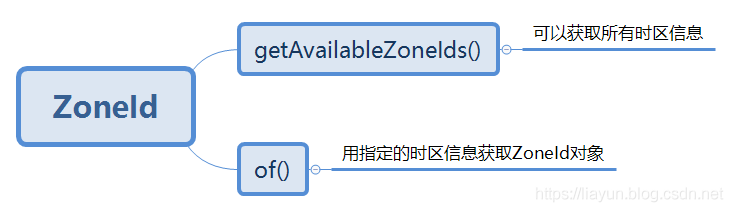 ZoneId
getAvailableZoneIds()
可以获取所有时区信息
of()
用指定的时区信息获取ZoneId对象
https://liayun.blog.csdn.net